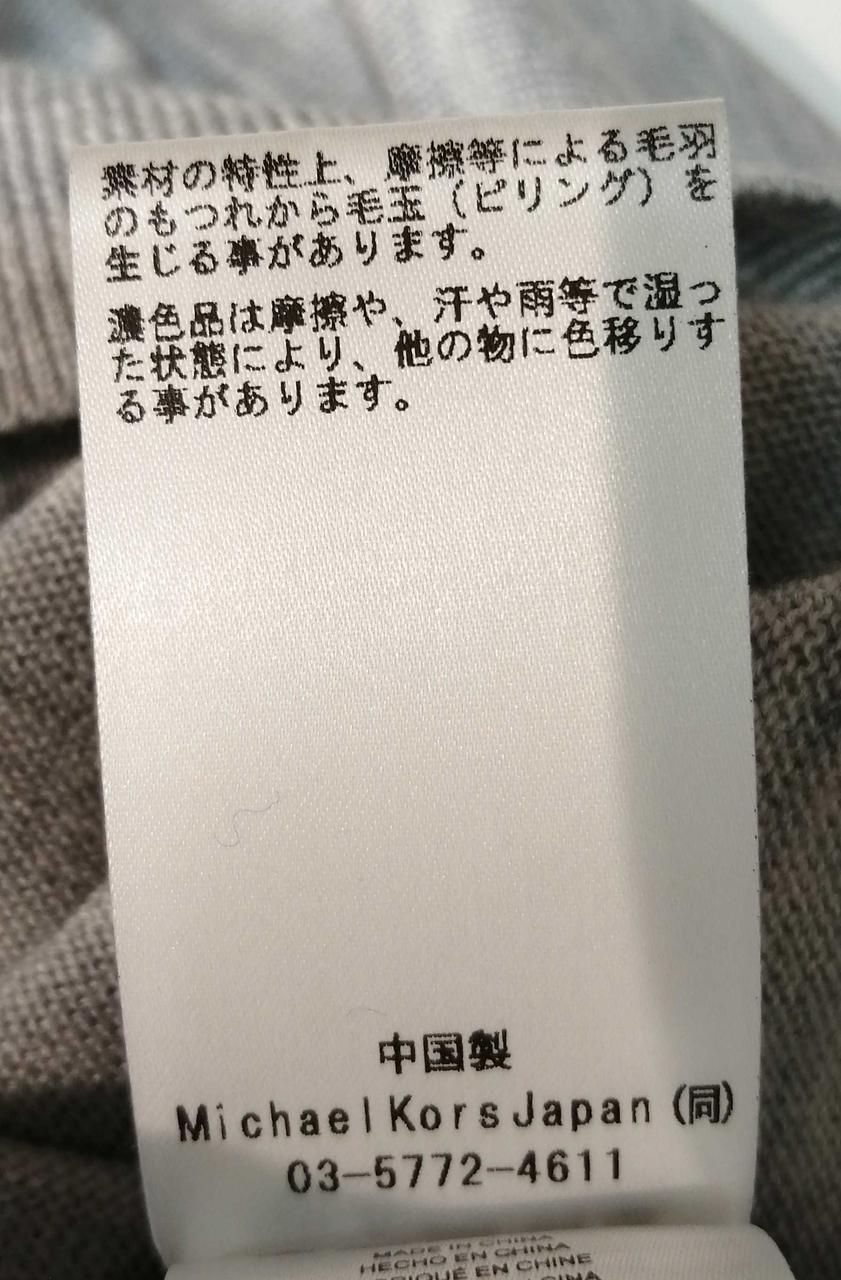 素材の特性上、摩擦等による毛羽
のもつれから毛玉(ピリング)を
生じる事があります。
濃色品は摩擦や、汗や雨等で湿っ
た状態により、他の物に色移りす
る事があります。
中国製
MichaelKorsJapan(同)
03-5772-4611
MADE IN CHINA
HECHO EN CHINA
EN CHINE